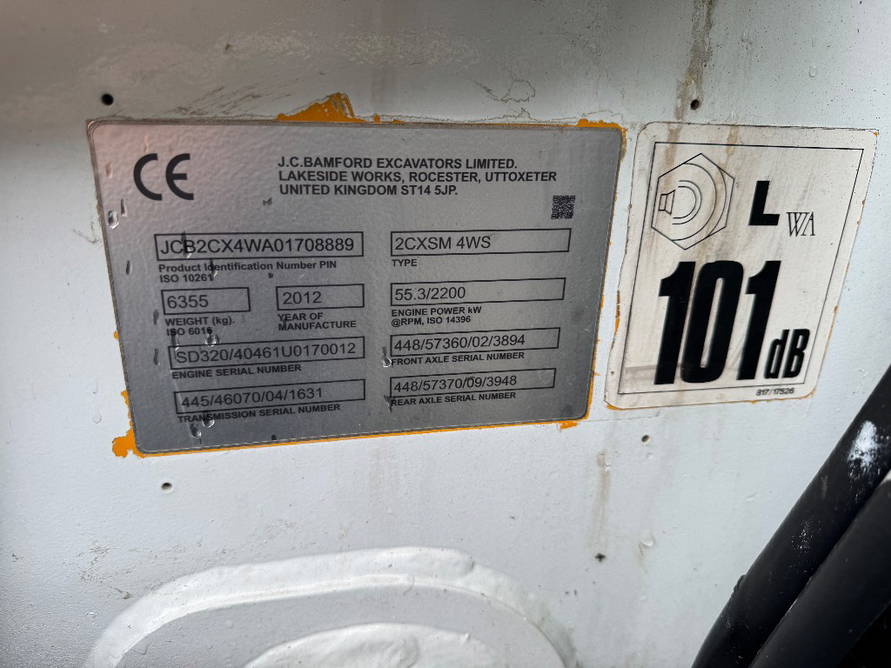 CE
J.C.BAMFORD EXCAVATORS LIMITED.
LAKESIDE WORKS, ROCESTER, UTTOXETER
UNITED KINGDOM ST14 5JP.
JCB2CX4WA01708889
Product Identification Number PIN
ISO 10261
2CXSM 4WS
TYPE
6355
WEIGHT (kg).
ISO 6016
2012
YEAR OF
MANUFACTURE
55.3/2200
ENGINE POWER kW
@RPM, ISO 14396
SD320/40461U0170012
ENGINE SERIAL NUMBER
448/57360/02/3894
FRONT AXLE SERIAL NUMBER
445/46070/04/1631
TRANSMISSION SERIAL NUMBER
448/57370/09/3948
REAR AXLE SERIAL NUMBER
L WA
101 dB
817/17526